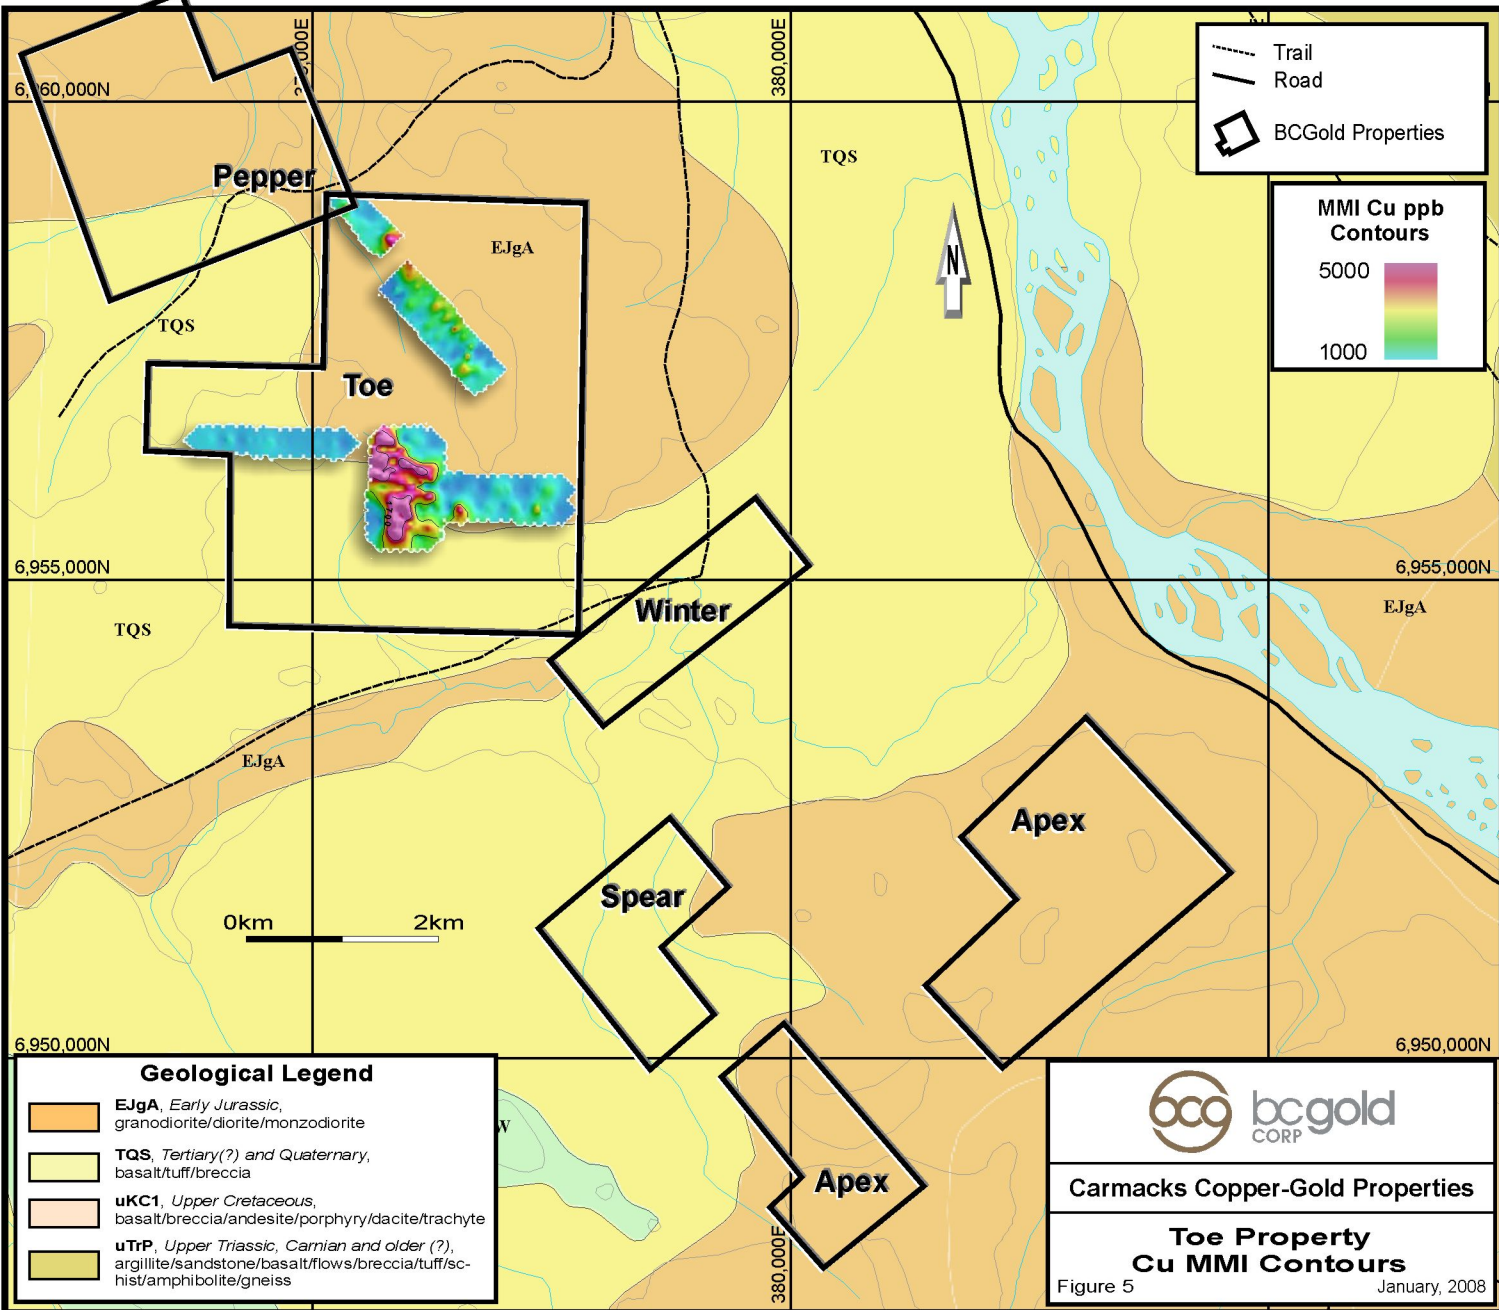 380,000E
Trail
Road
BCGold Properties
6,960,000N
TQS
Pepper
MMI Cu ppb
Contours
5000
1000
EJgA
N
TQS
Toe
6,955,000N
6,955,000N
Winter
EJgA
TQS
EJgA
Apex
Spear
0km 2km
6,950,000N
6,950,000N
Geological Legend
EJgA, Early Jurassic,
granodiorite/diorite/monzodiorite
TQS, Tertiary(?) and Quaternary,
basalt/tuff/breccia
uKC1, Upper Cretaceous,
basalt/breccia/andesite/porphyry/dacite/trachyte
uTrP, Upper Triassic, Carnian and older (?),
argillite/sandstone/basalt/flows/breccia/tuff/sc-
hist/amphibolite/gneiss
W
Apex
380,000E
bcg bcgold
CORP
Carmacks Copper-Gold Properties
Toe Property
Cu MMI Contours
Figure 5 January, 2008